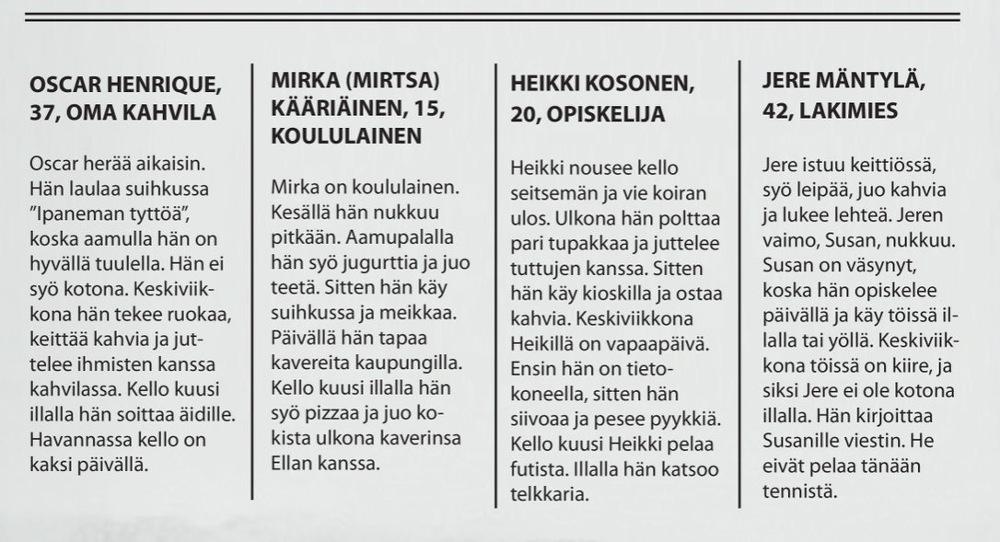 OSCAR HENRIQUE,
37, OMA KAHVILA
Oscar herää aikaisin.
Hän laulaa suihkussa
”Ipaneman tyttöä”,
koska aamulla hän on
hyvällä tuulella. Hän ei
syö kotona. Keskiviik-
kona hän tekee ruokaa,
keittää kahvia ja jut-
telee ihmisten kanssa
kahvilassa. Kello kuusi
illalla hän soittaa äidille.
Havannassa kello on
kaksi päivällä.
MIRKA (MIRTSA)
KÄÄRIÄINEN, 15,
KOULULAINEN
Mirka on koululainen.
Kesällä hän nukkuu
pitkään. Aamupalalla
hän syö jugurttia ja juo
teetä. Sitten hän käy
suihkussa ja meikkaa.
Päivällä hän tapaa
kavereita kaupungilla.
Kello kuusi illalla hän
syö pizzaa ja juo ko-
kista ulkona kaverinsa
Ellan kanssa.
HEIKKI KOSONEN,
20, OPISKELIJA
Heikki nousee kello
seitsemän ja vie koiran
ulos. Ulkona hän polttaa
pari tupakkaa ja juttelee
tuttujen kanssa. Sitten
hän käy kioskilla ja ostaa
kahvia. Keskiviikkona
Heikillä on vapaapäivä.
Ensin hän on tieto-
koneella, sitten hän
siivoaa ja pesee pyykkiä.
Kello kuusi Heikki pelaa
futista. Illalla hän katsoo
telkkaria.
JERE MÄNTYLÄ,
42, LAKIMIES
Jere istuu keittiössä,
syö leipää, juo kahvia
ja lukee lehteä. Jeren
vaimo, Susan, nukkuu.
Susan on väsynyt,
koska hän opiskelee
päivällä ja käy töissä il-
lalla tai yöllä. Keskiviik-
kona töissä on kiire, ja
siksi Jere ei ole kotona
illalla. Hän kirjoittaa
Susanille viestin. He
eivät pelaa tänään
tennistä.